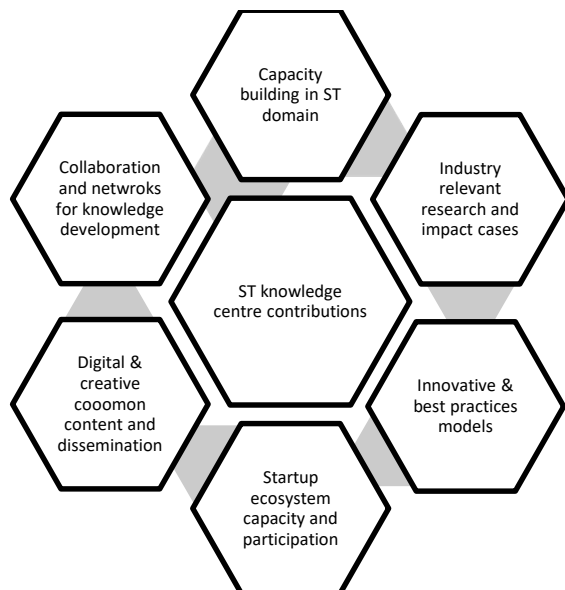 Capacity
building in ST
domain
Collaboration
and netwroks
for knowledge
development
Industry
relevant
research and
impact cases
ST knowledge
centre contributions
Digital &
creative
cooomon
content and
dissemination
Innovative &
best practices
models
Startup
ecosystem
capacity and
participation